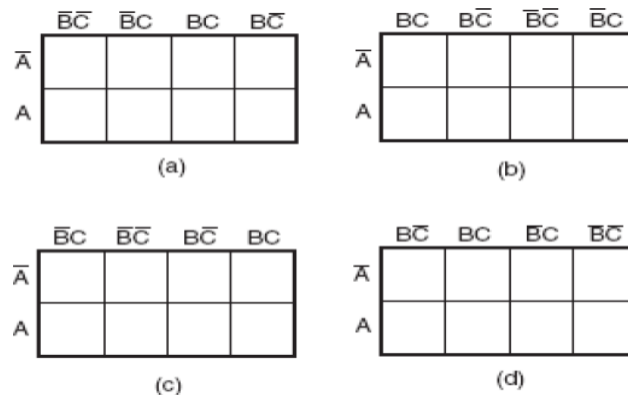 B̅C̅ B̅C BC BC̅
A̅
A
(a)
BC BC̅ B̅C̅ B̅C
A̅
A
(b)
B̅C B̅C̅ BC̅ BC
A̅
A
(c)
BC̅ BC B̅C B̅C̅
A̅
A
(d)